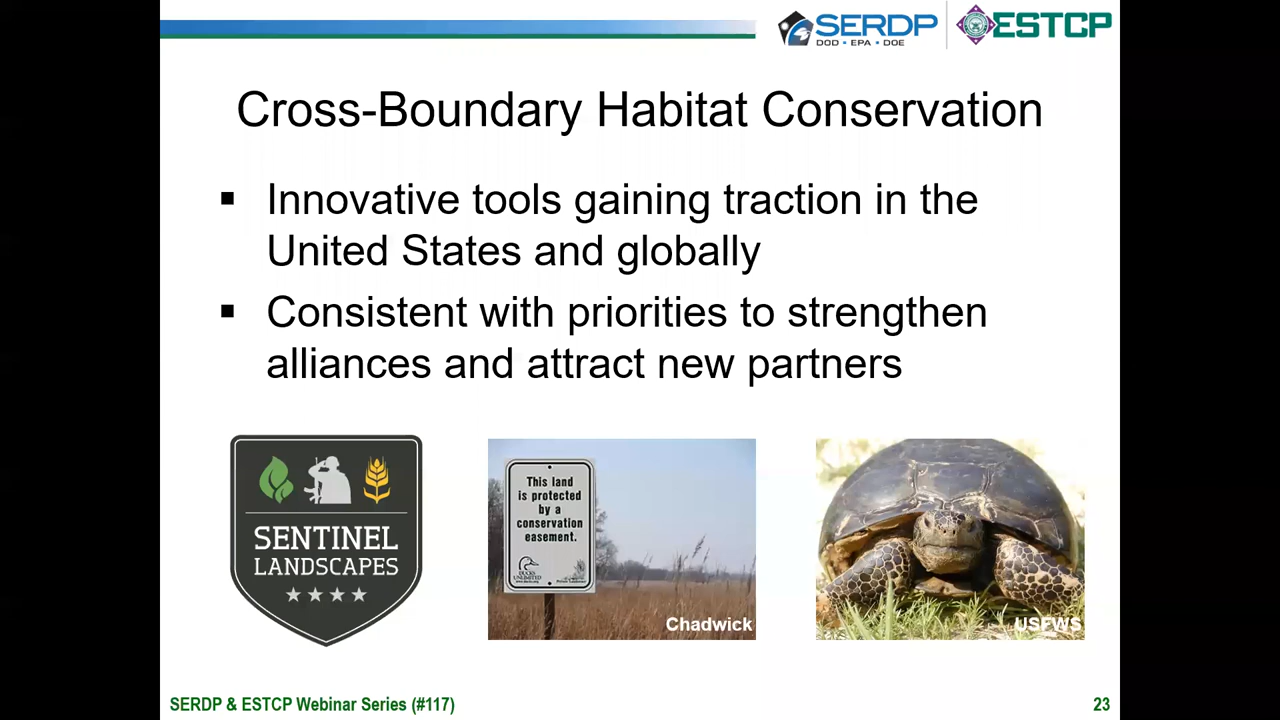 SERDP
DOD • EPA • DOE
ESTCP
Cross-Boundary Habitat Conservation
▪ Innovative tools gaining traction in the
United States and globally
▪ Consistent with priorities to strengthen
alliances and attract new partners
SENTINEL
LANDSCAPES
This land
is protected
by a
conservation
easement.
DUCKS
UNLIMITED
Chadwick
USFWS
SERDP & ESTCP Webinar Series (#117)
23